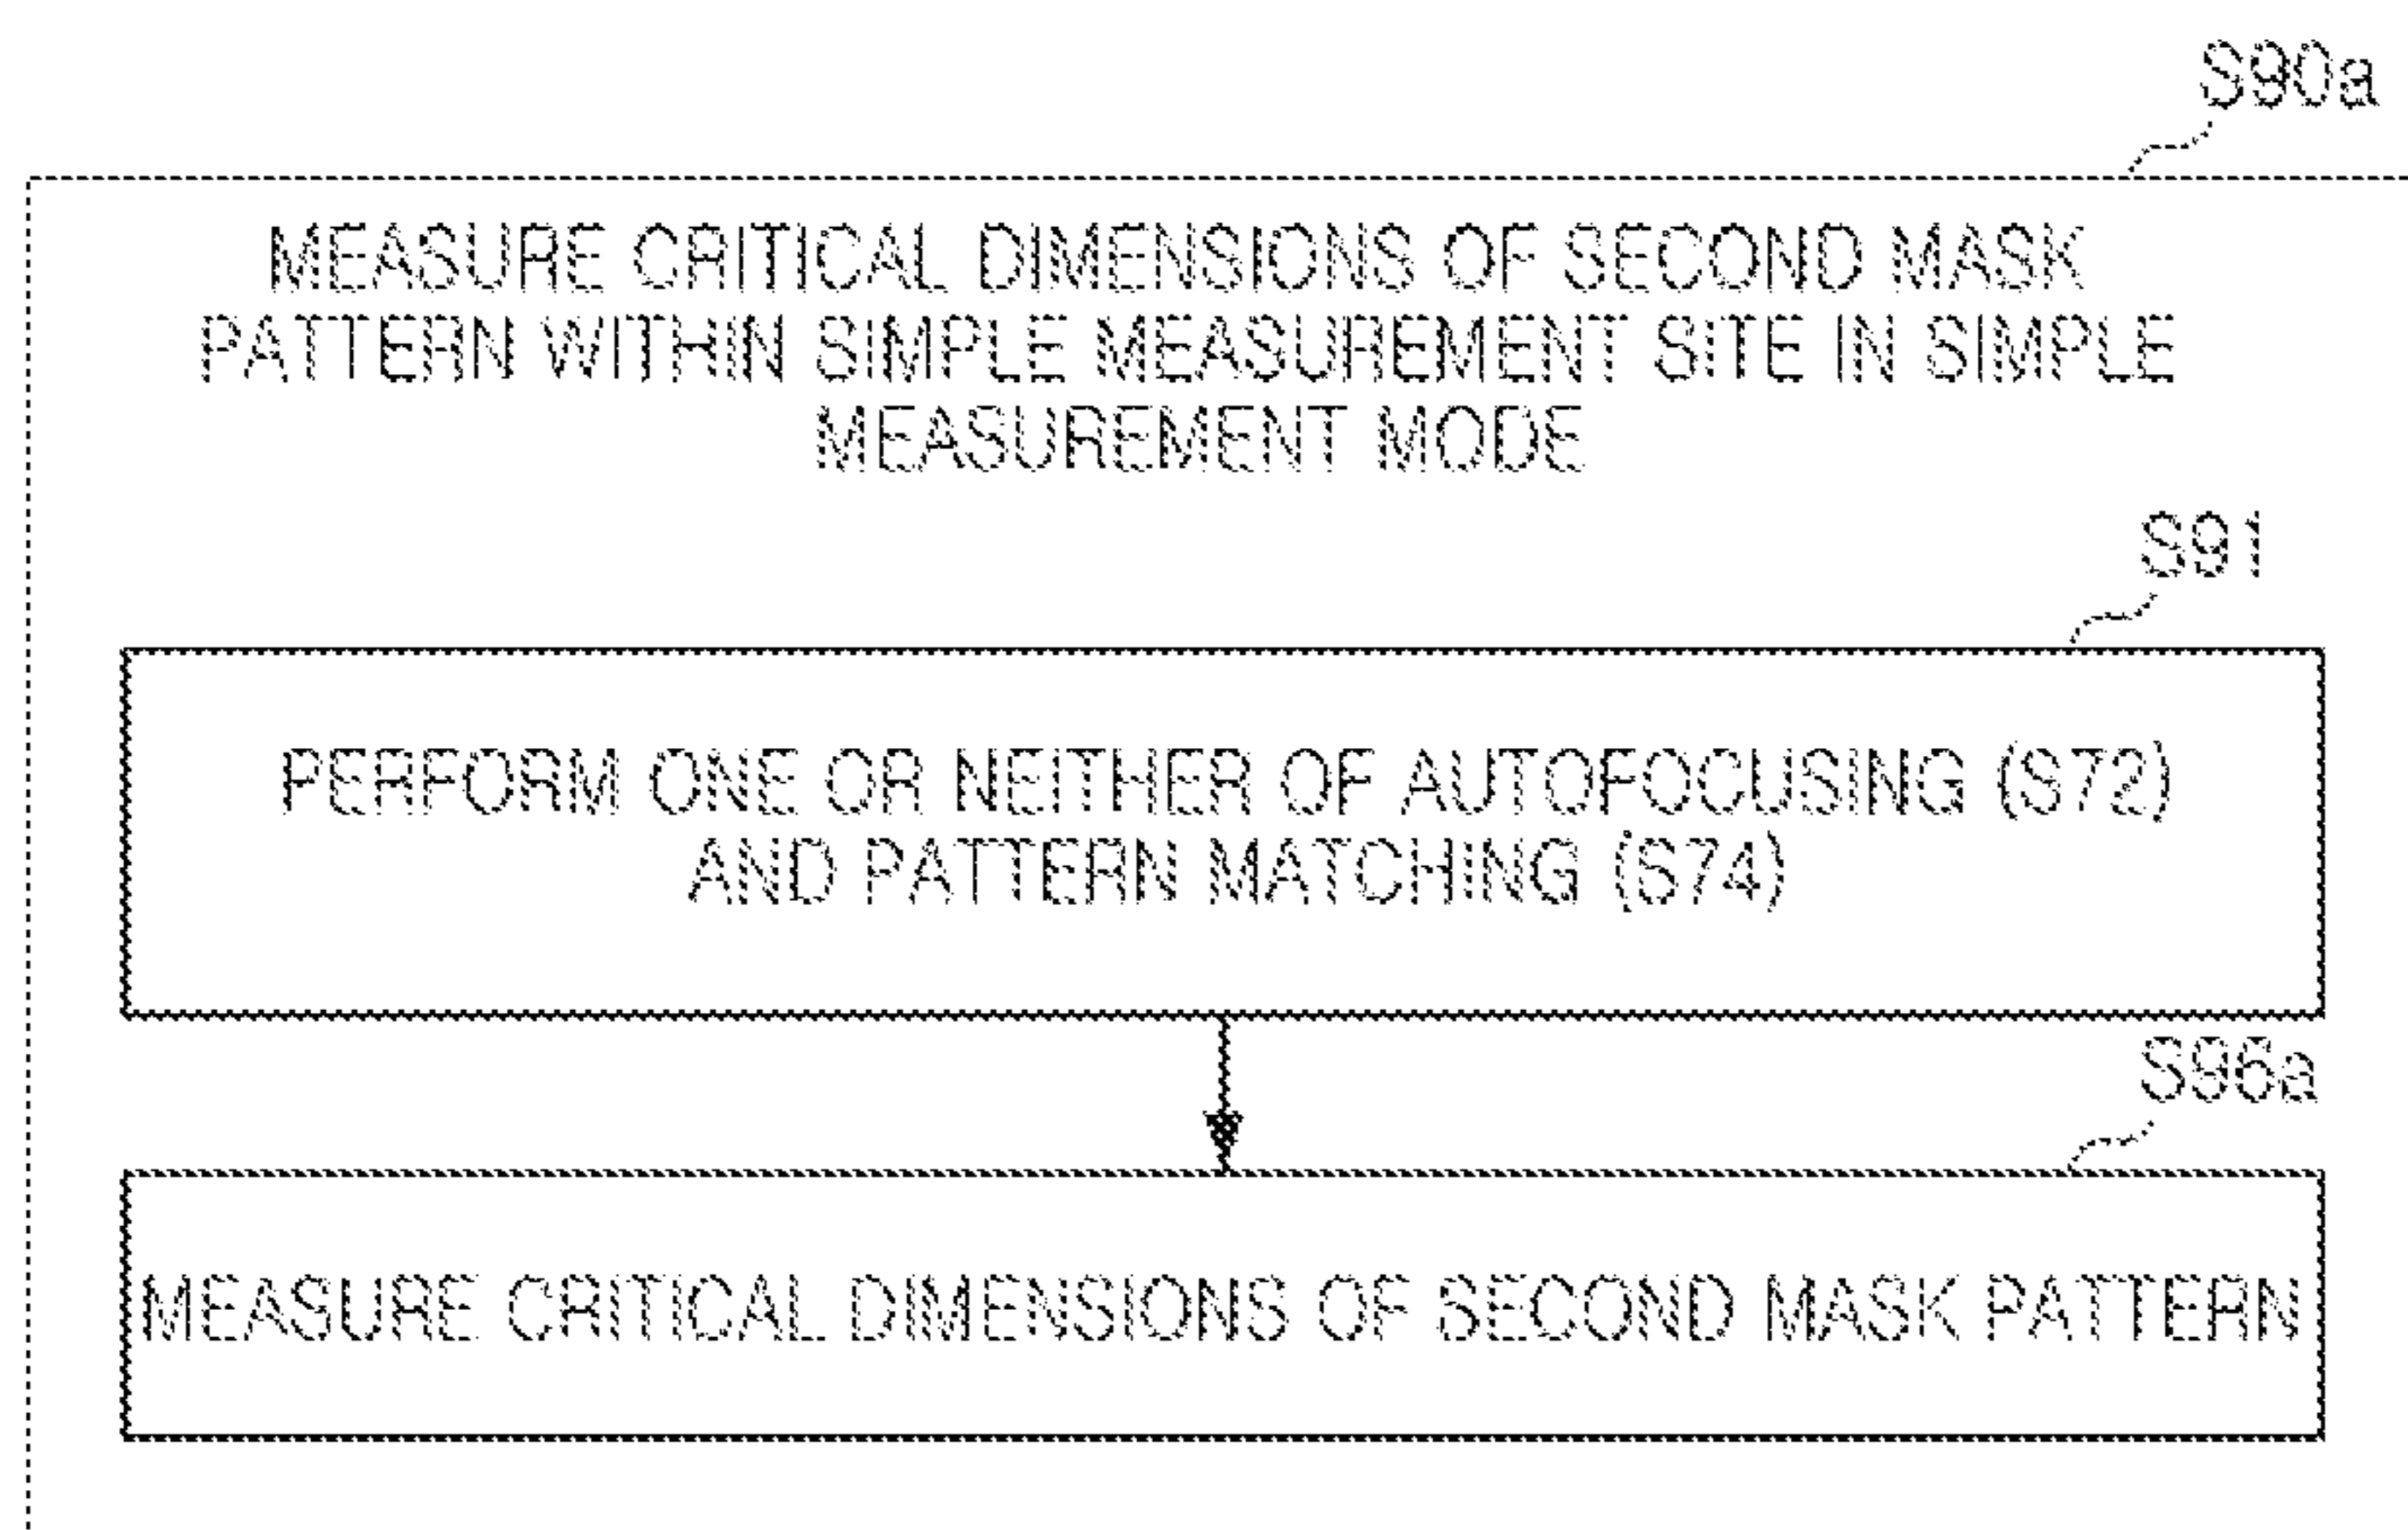 S90a
MEASURE CRITICAL DIMENSIONS OF SECOND MASK
PATTERN WITHIN SIMPLE MEASUREMENT SITE IN SIMPLE
MEASUREMENT MODE
S91
PERFORM ONE OR NEITHER OF AUTOFOCUSING (S72)
AND PATTERN MATCHING (S74)
S96a
MEASURE CRITICAL DIMENSIONS OF SECOND MASK PATTERN